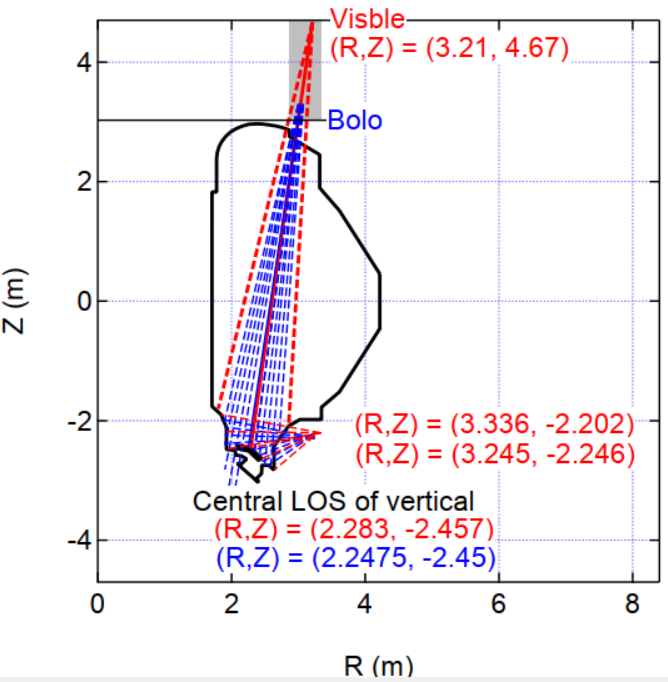 Visble
(R,Z) = (3.21, 4.67)
4
Bolo
2
Z (m)
0
-2
(R,Z) = (3.336, -2.202)
(R,Z) = (3.245, -2.246)
Central LOS of vertical
(R,Z) = (2.283, -2.457)
-4
(R,Z) = (2.2475, -2.45)
0 2 4 6 8
R (m)